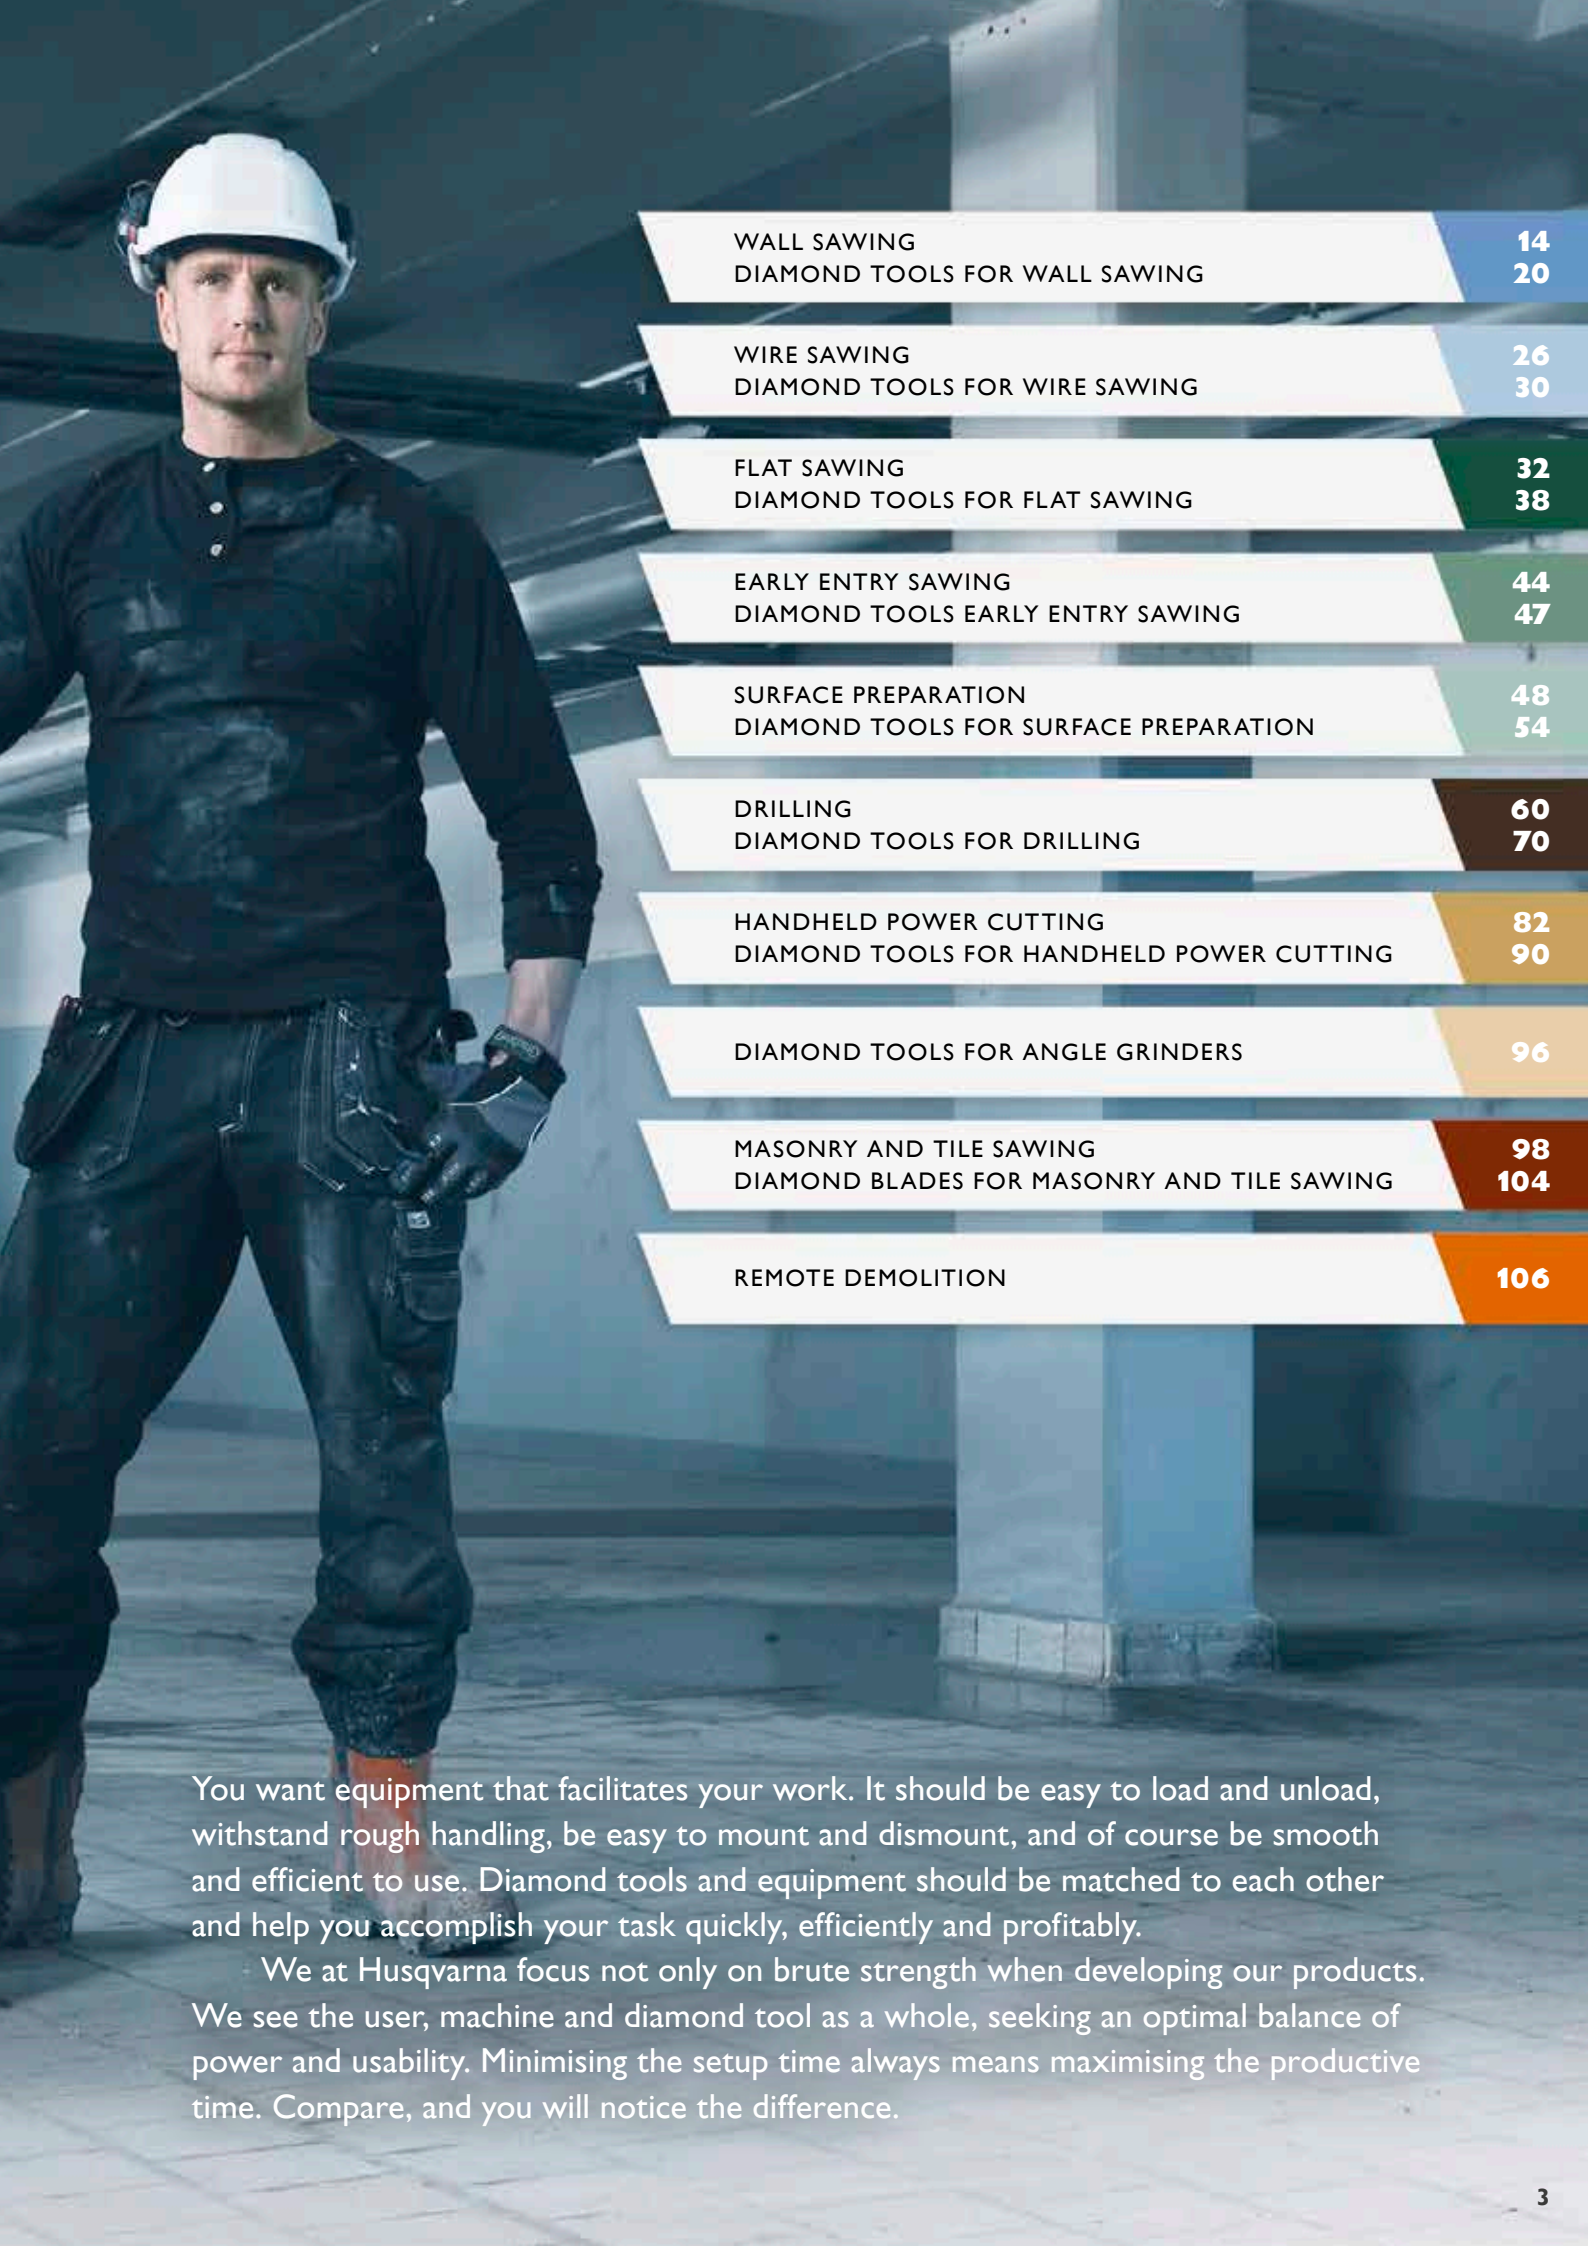 WALL SAWING 14
DIAMOND TOOLS FOR WALL SAWING 20
WIRE SAWING 26
DIAMOND TOOLS FOR WIRE SAWING 30
FLAT SAWING 32
DIAMOND TOOLS FOR FLAT SAWING 38
EARLY ENTRY SAWING 44
DIAMOND TOOLS EARLY ENTRY SAWING 47
SURFACE PREPARATION 48
DIAMOND TOOLS FOR SURFACE PREPARATION 54
DRILLING 60
DIAMOND TOOLS FOR DRILLING 70
HANDHELD POWER CUTTING 82
DIAMOND TOOLS FOR HANDHELD POWER CUTTING 90
DIAMOND TOOLS FOR ANGLE GRINDERS 96
MASONRY AND TILE SAWING 98
DIAMOND BLADES FOR MASONRY AND TILE SAWING 104
REMOTE DEMOLITION 106
You want equipment that facilitates your work. It should be easy to load and unload,
withstand rough handling, be easy to mount and dismount, and of course be smooth
and efficient to use. Diamond tools and equipment should be matched to each other
and help you accomplish your task quickly, efficiently and profitably.
We at Husqvarna focus not only on brute strength when developing our products.
We see the user, machine and diamond tool as a whole, seeking an optimal balance of
power and usability. Minimising the setup time always means maximising the productive
time. Compare, and you will notice the difference.
3